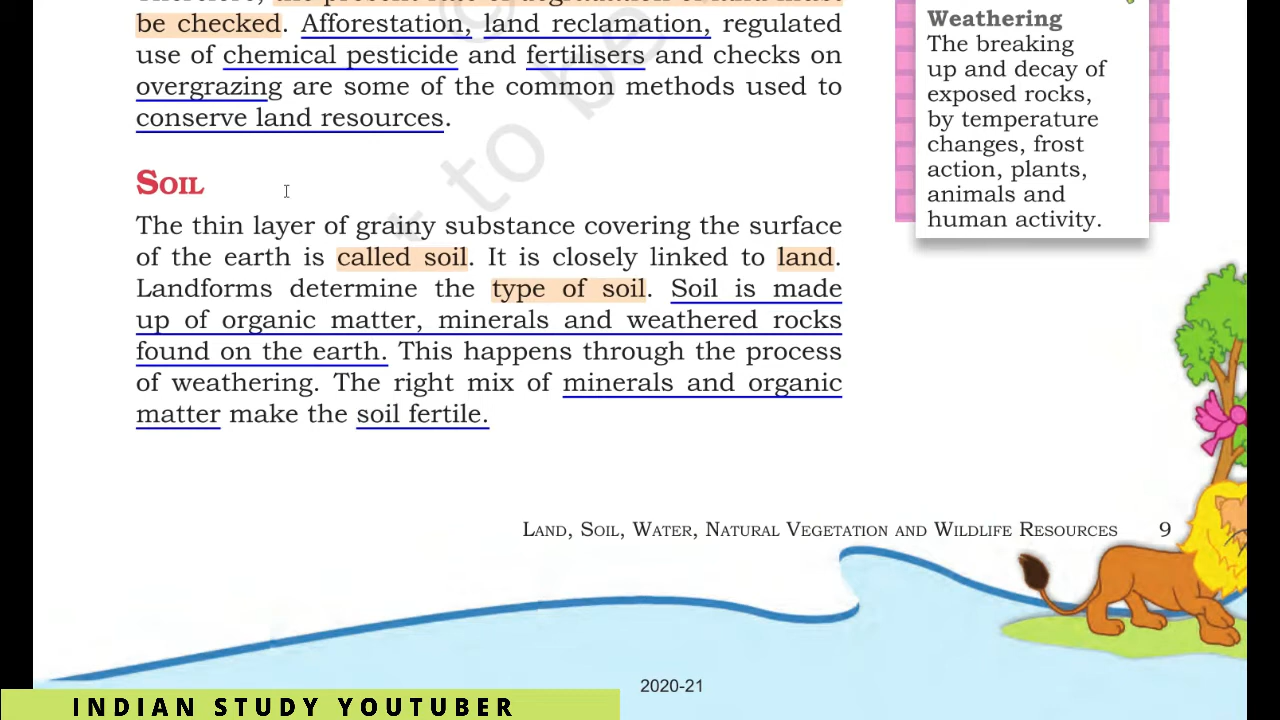 be checked. Afforestation, land reclamation, regulated
use of chemical pesticide and fertilisers and checks on
overgrazing are some of the common methods used to
conserve land resources.
SOIL
The thin layer of grainy substance covering the surface
of the earth is called soil. It is closely linked to land.
Landforms determine the type of soil. Soil is made
up of organic matter, minerals and weathered rocks
found on the earth. This happens through the process
of weathering. The right mix of minerals and organic
matter make the soil fertile.
Weathering
The breaking
up and decay of
exposed rocks,
by temperature
changes, frost
action, plants,
animals and
human activity.
to be
LAND, SOIL, WATER, NATURAL VEGETATION AND WILDLIFE RESOURCES 9
2020-21
INDIAN STUDY YOUTUBER